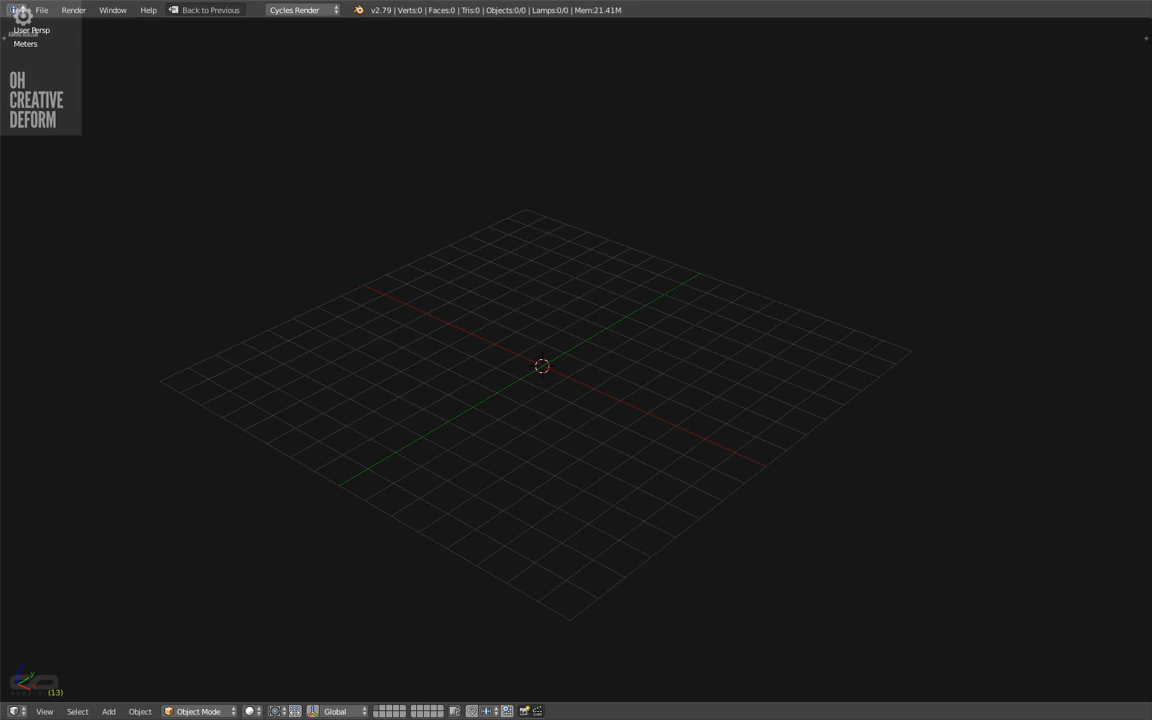 File Render Window Help Back to Previous Cycles Render v2.79 | Verts:0 | Faces:0 | Tris:0 | Objects:0/0 | Lamps:0/0 | Mem:21.41M
User Persp
Meters
OH
CREATIVE
DEFORM
(13)
View Select Add Object Object Mode Global